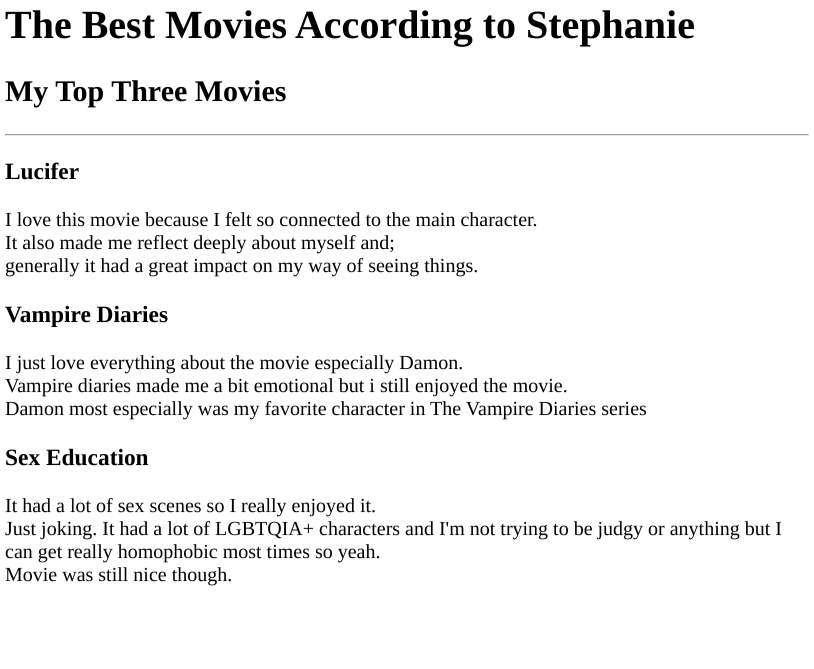 The Best Movies According to Stephanie
My Top Three Movies
Lucifer
I love this movie because I felt so connected to the main character.
It also made me reflect deeply about myself and;
generally it had a great impact on my way of seeing things.
Vampire Diaries
I just love everything about the movie especially Damon.
Vampire diaries made me a bit emotional but i still enjoyed the movie.
Damon most especially was my favorite character in The Vampire Diaries series
Sex Education
It had a lot of sex scenes so I really enjoyed it.
Just joking. It had a lot of LGBTQIA+ characters and I'm not trying to be judgy or anything but I
can get really homophobic most times so yeah.
Movie was still nice though.